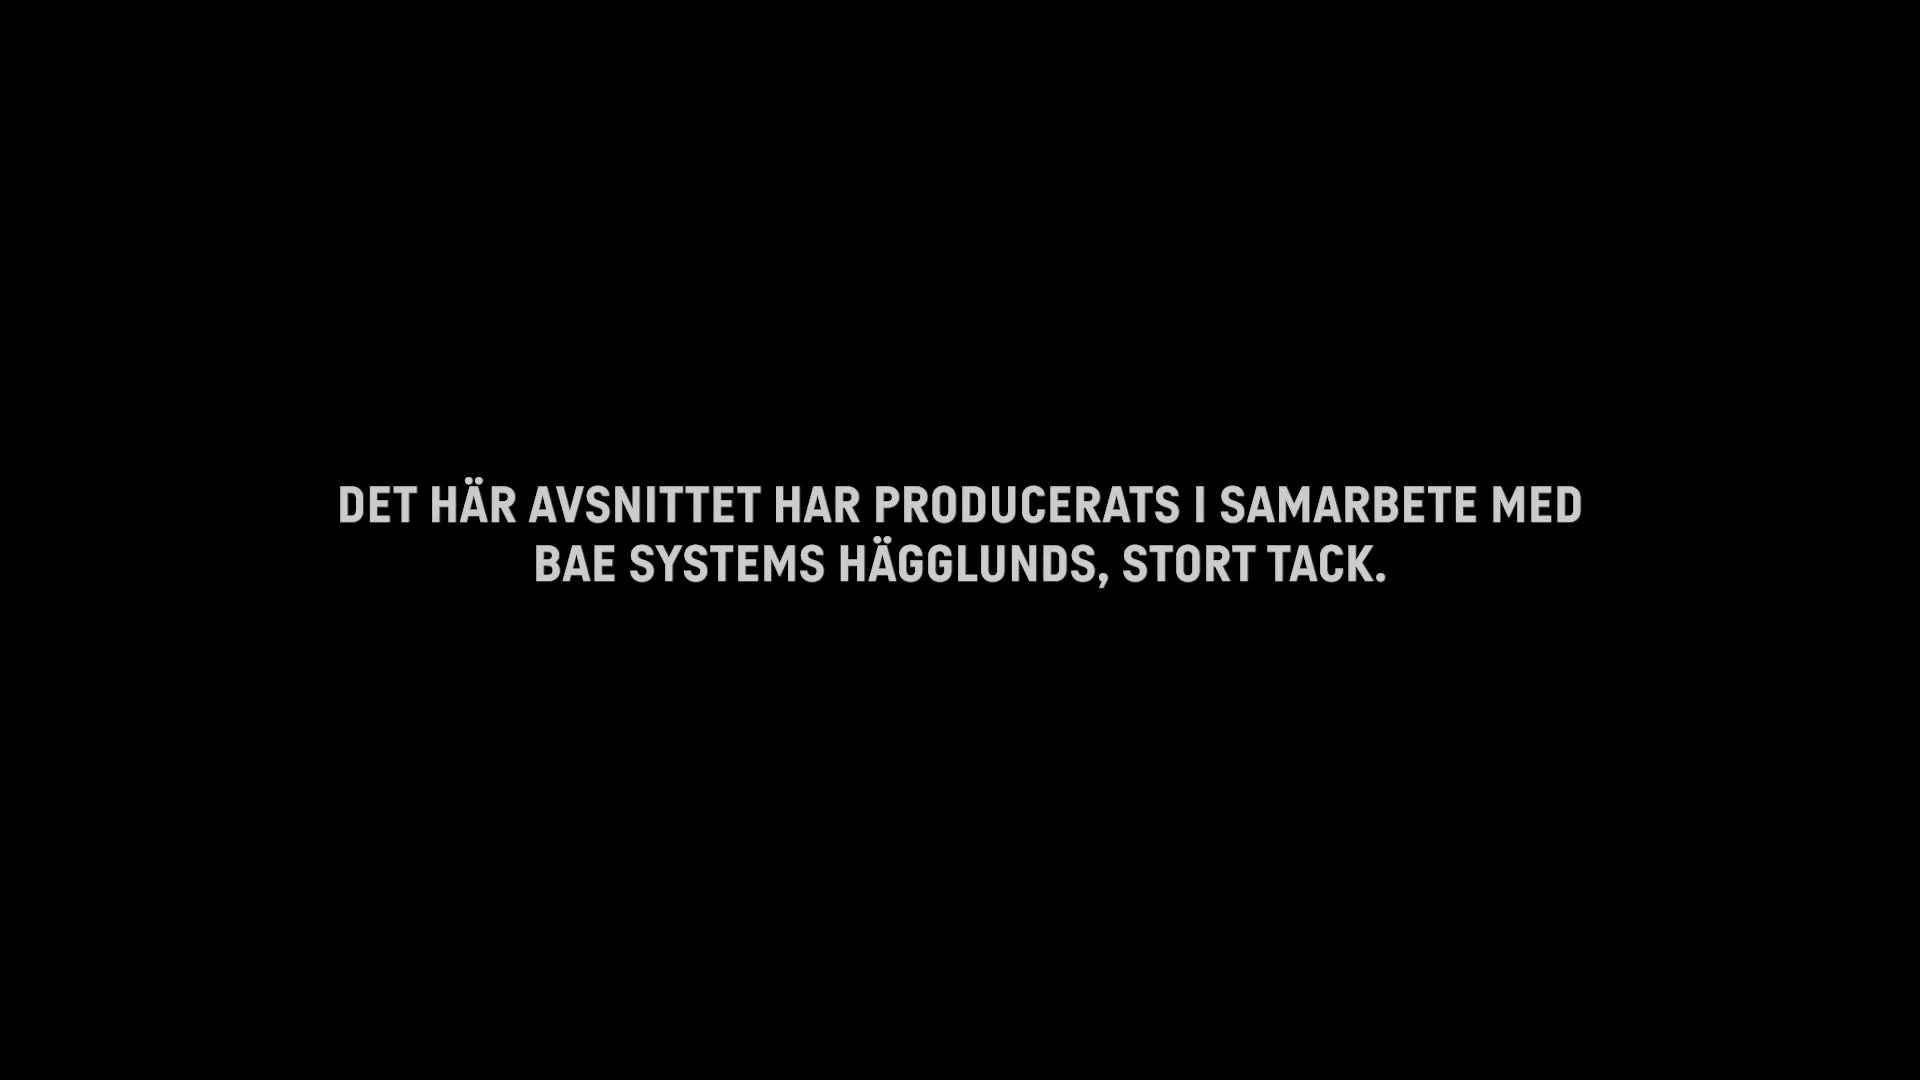 DET HÄR AVSNITTET HAR PRODUCERATS I SAMARBETE MED
BAE SYSTEMS HÄGGLUNDS, STORT TACK.